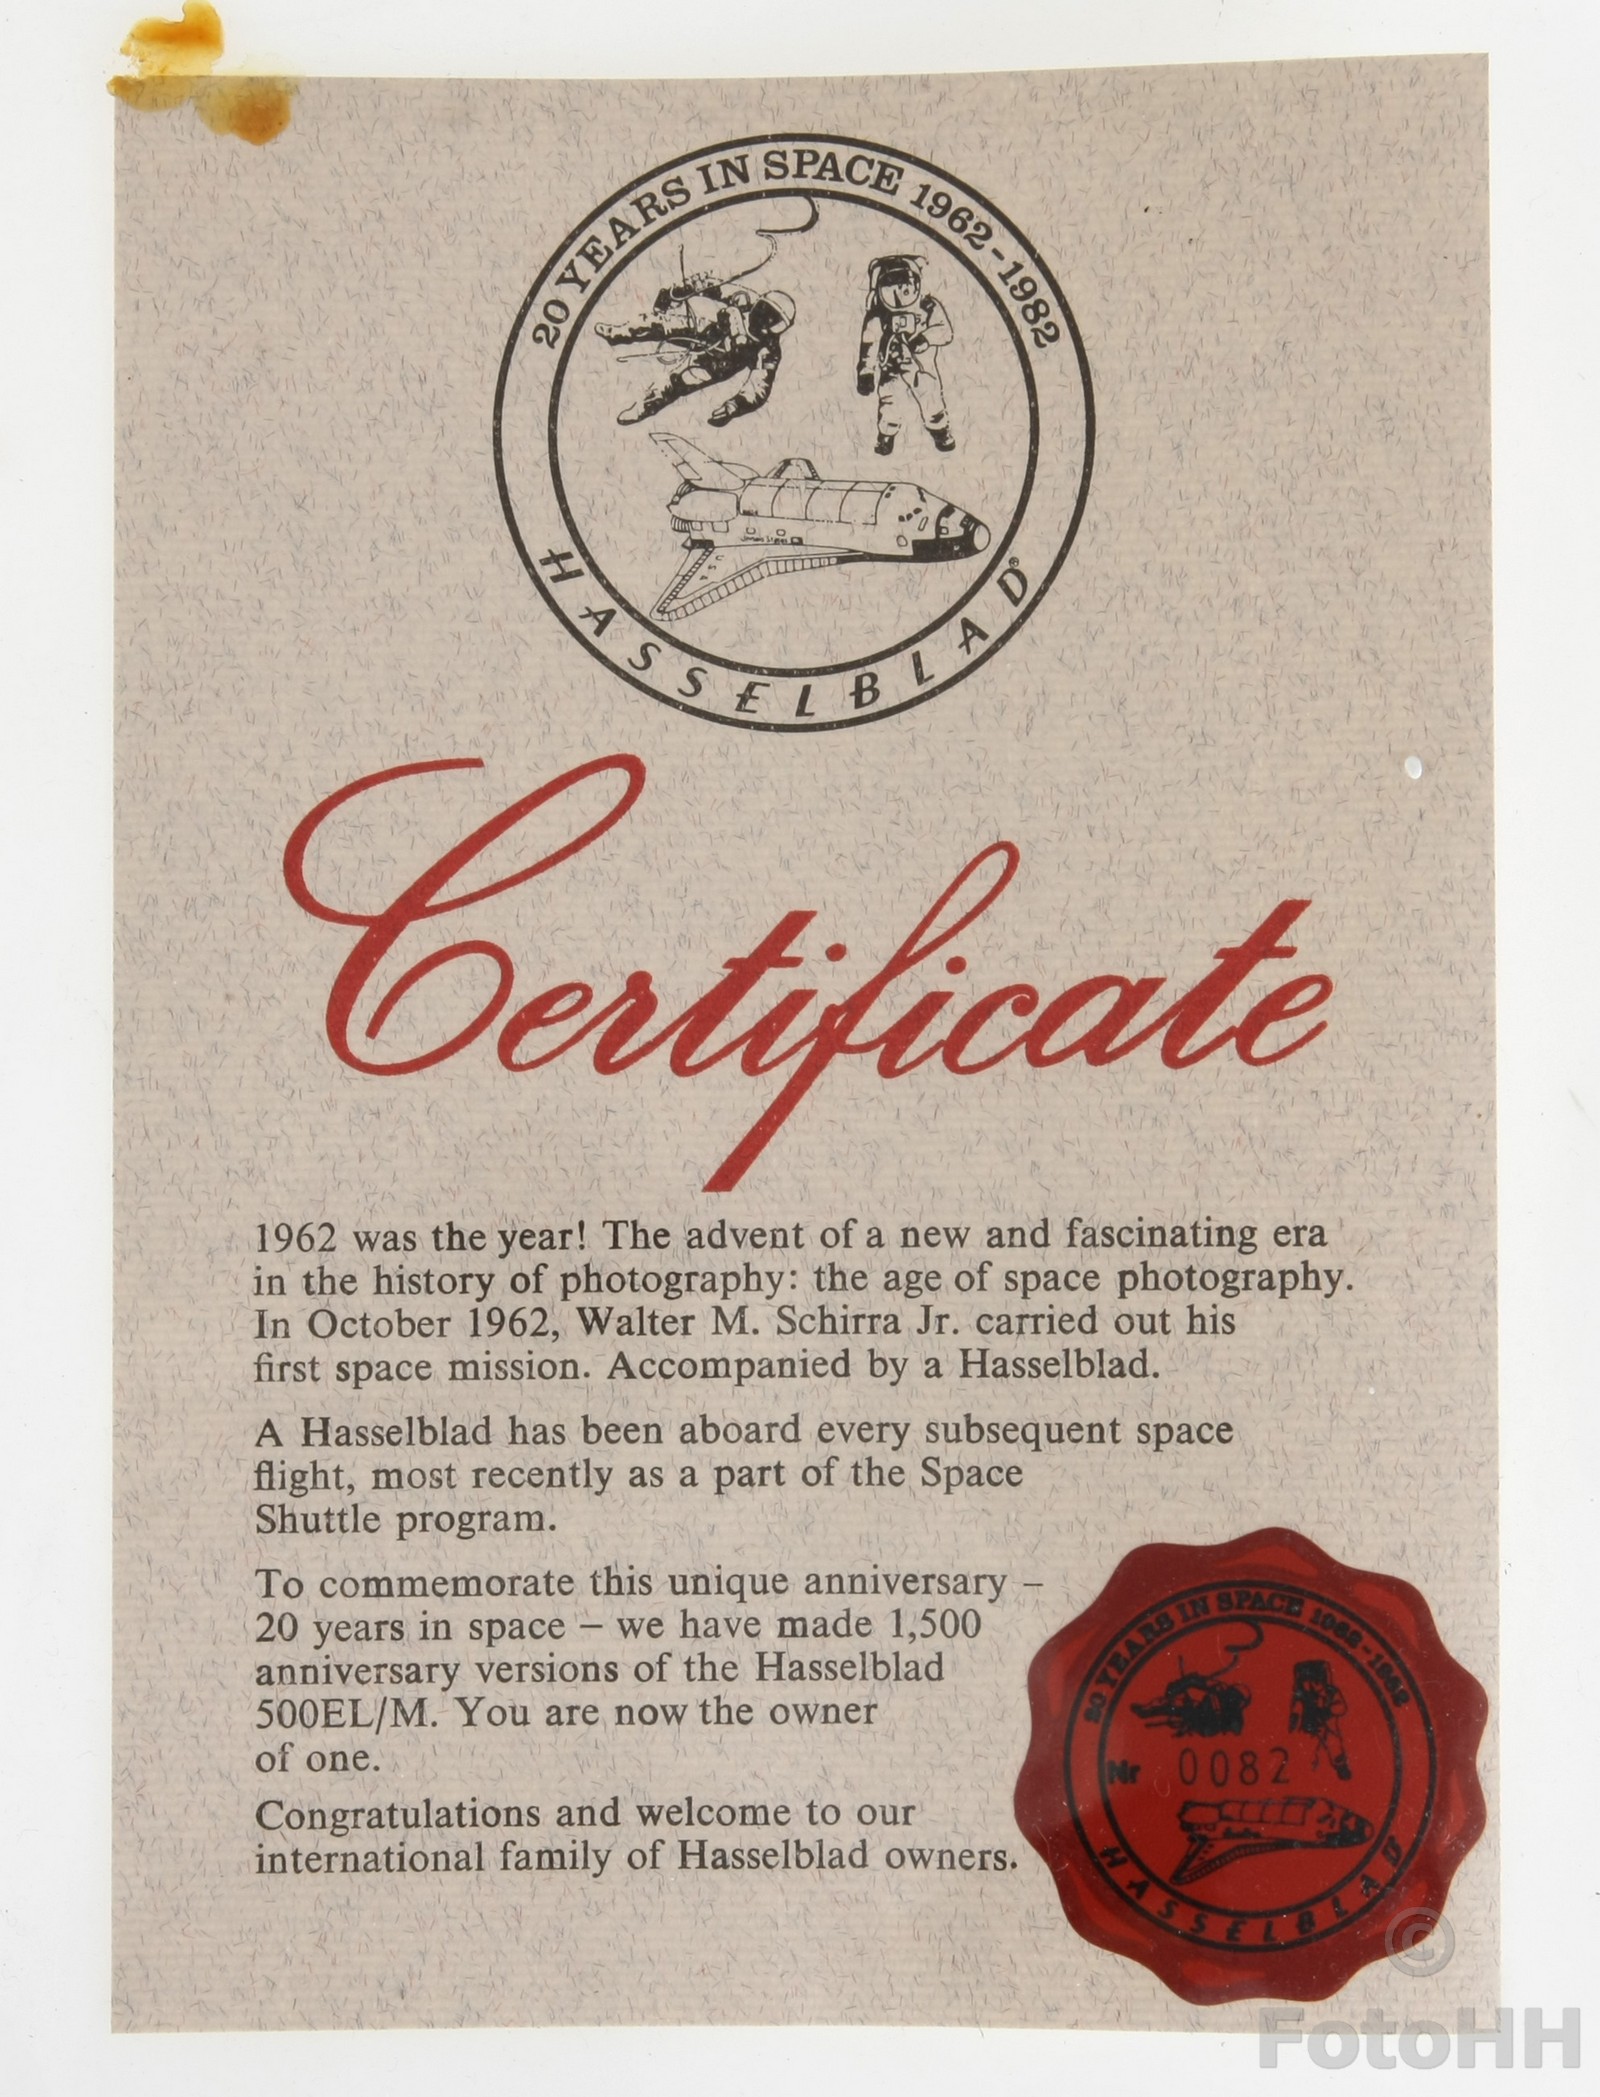 20 YEARS IN SPACE 1962-1982
HASSELBLAD®
Certificate
1962 was the year! The advent of a new and fascinating era
in the history of photography: the age of space photography.
In October 1962, Walter M. Schirra Jr. carried out his
first space mission. Accompanied by a Hasselblad.
A Hasselblad has been aboard every subsequent space
flight, most recently as a part of the Space
Shuttle program.
To commemorate this unique anniversary –
20 years in space – we have made 1,500
anniversary versions of the Hasselblad
500EL/M. You are now the owner
of one.
Congratulations and welcome to our
international family of Hasselblad owners.
20 YEARS IN SPACE 1962-1982
Nr 0082
HASSELBLAD
©
FotoHH